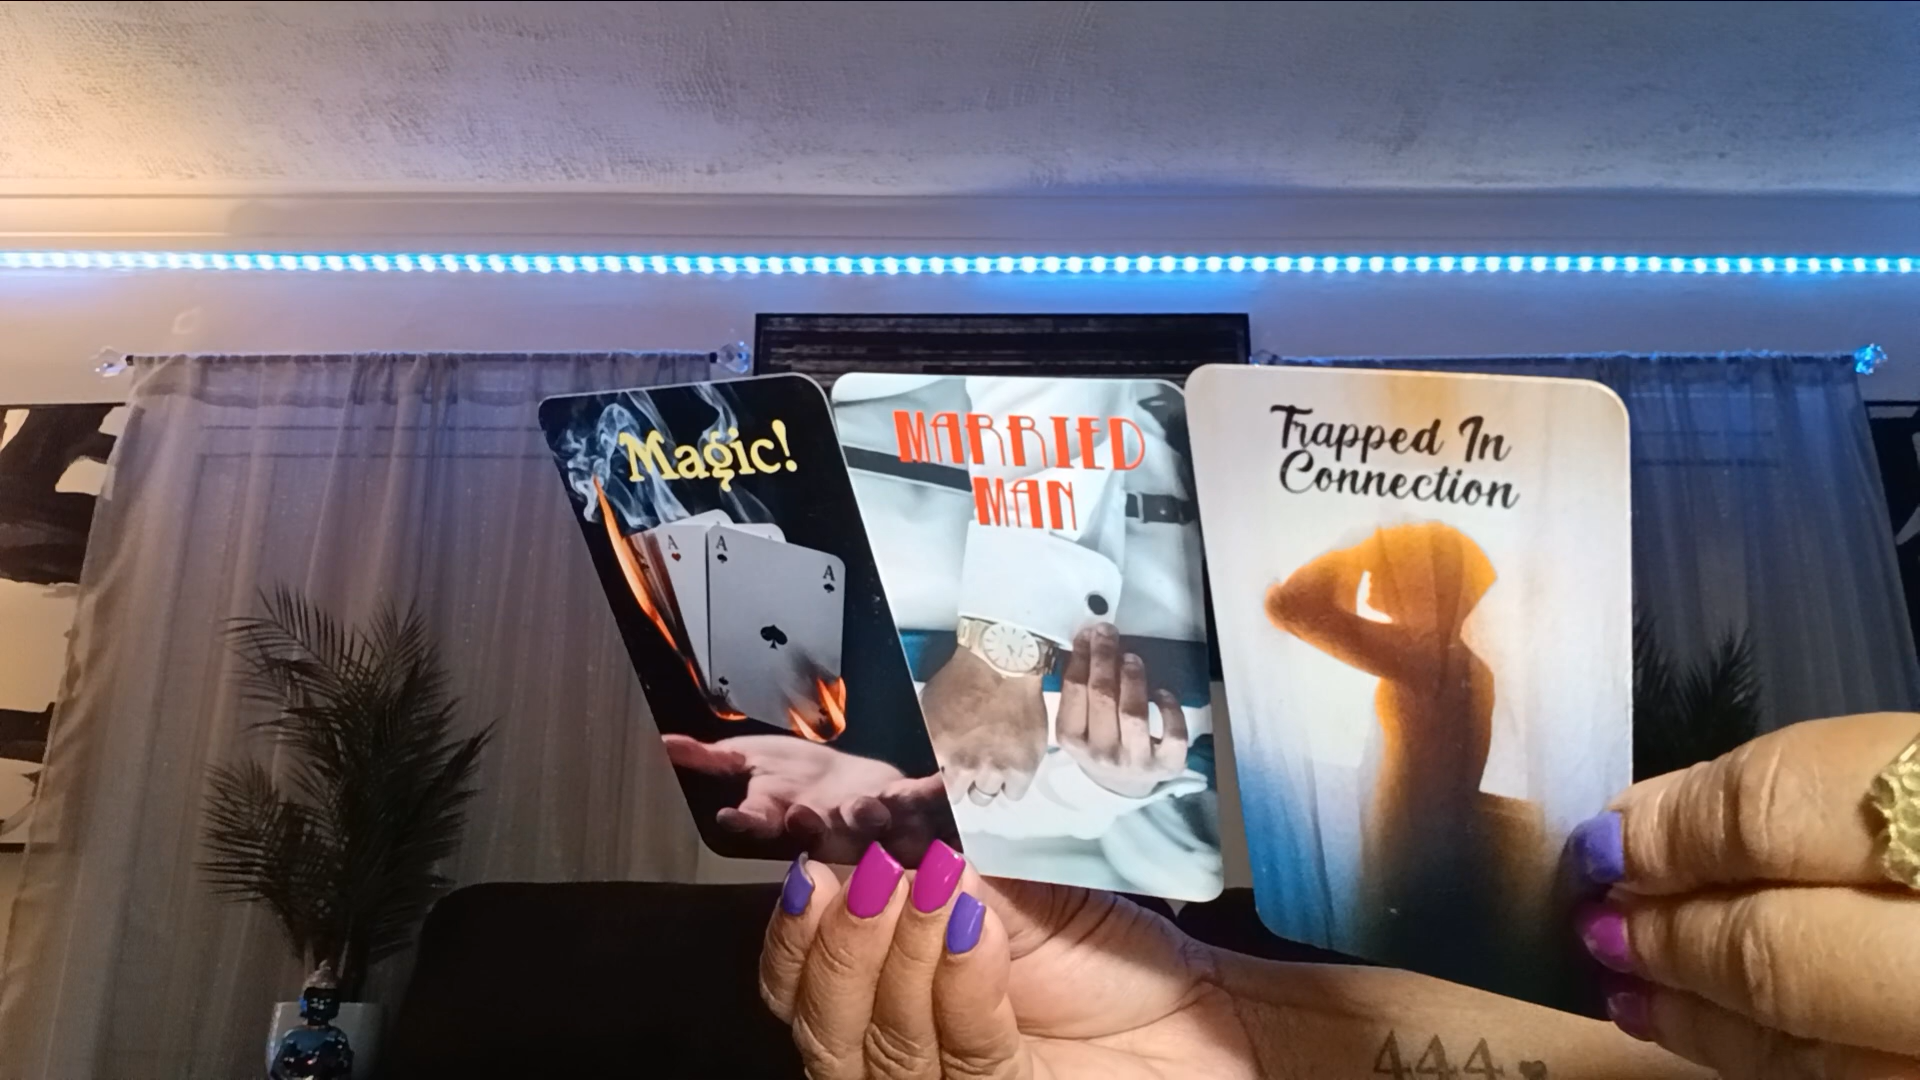 Magic!
A
A
A
MARRIED
MAN
Trapped In
Connection
444